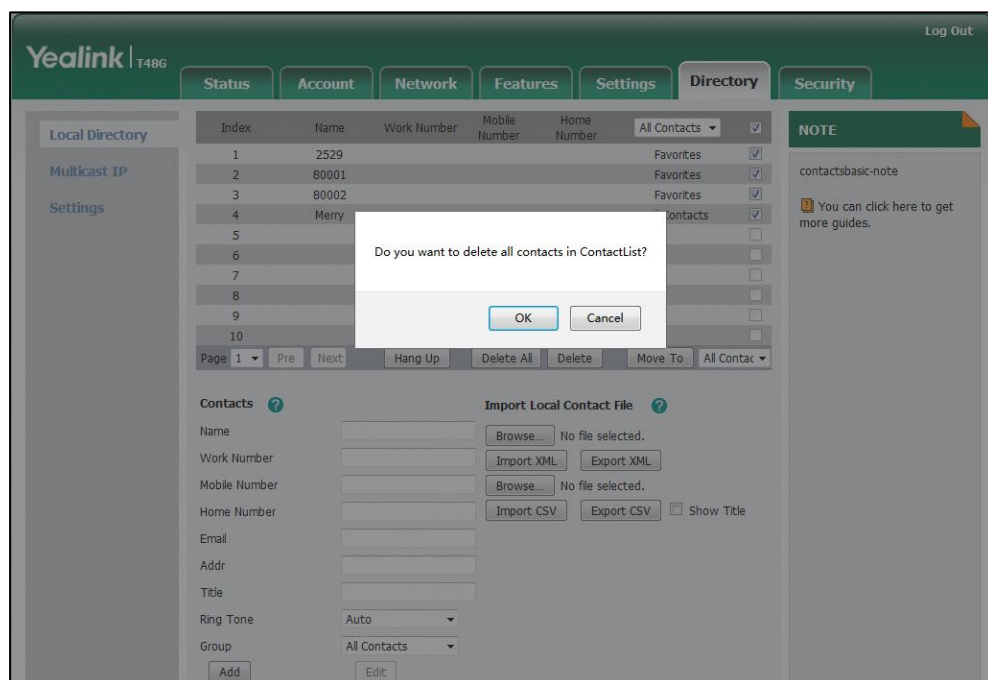 Log Out
Yealink | T48G
Status Account Network Features Settings Directory Security
Local Directory
Multicast IP
Settings
Index Name Work Number Mobile Number Home Number All Contacts
1 2529 Favorites
2 80001 Favorites
3 80002 Favorites
4 Merry Contacts
5
6
7
8
9
10
Do you want to delete all contacts in ContactList?
OK Cancel
Page 1 Pre Next Hang Up Delete All Delete Move To All Contac
NOTE
contactsbasic-note
You can click here to get
more guides.
Contacts
Name
Work Number
Mobile Number
Home Number
Email
Addr
Title
Ring Tone Auto
Group All Contacts
Add Edit
Import Local Contact File
Browse... No file selected.
Import XML Export XML
Browse... No file selected.
Import CSV Export CSV Show Title